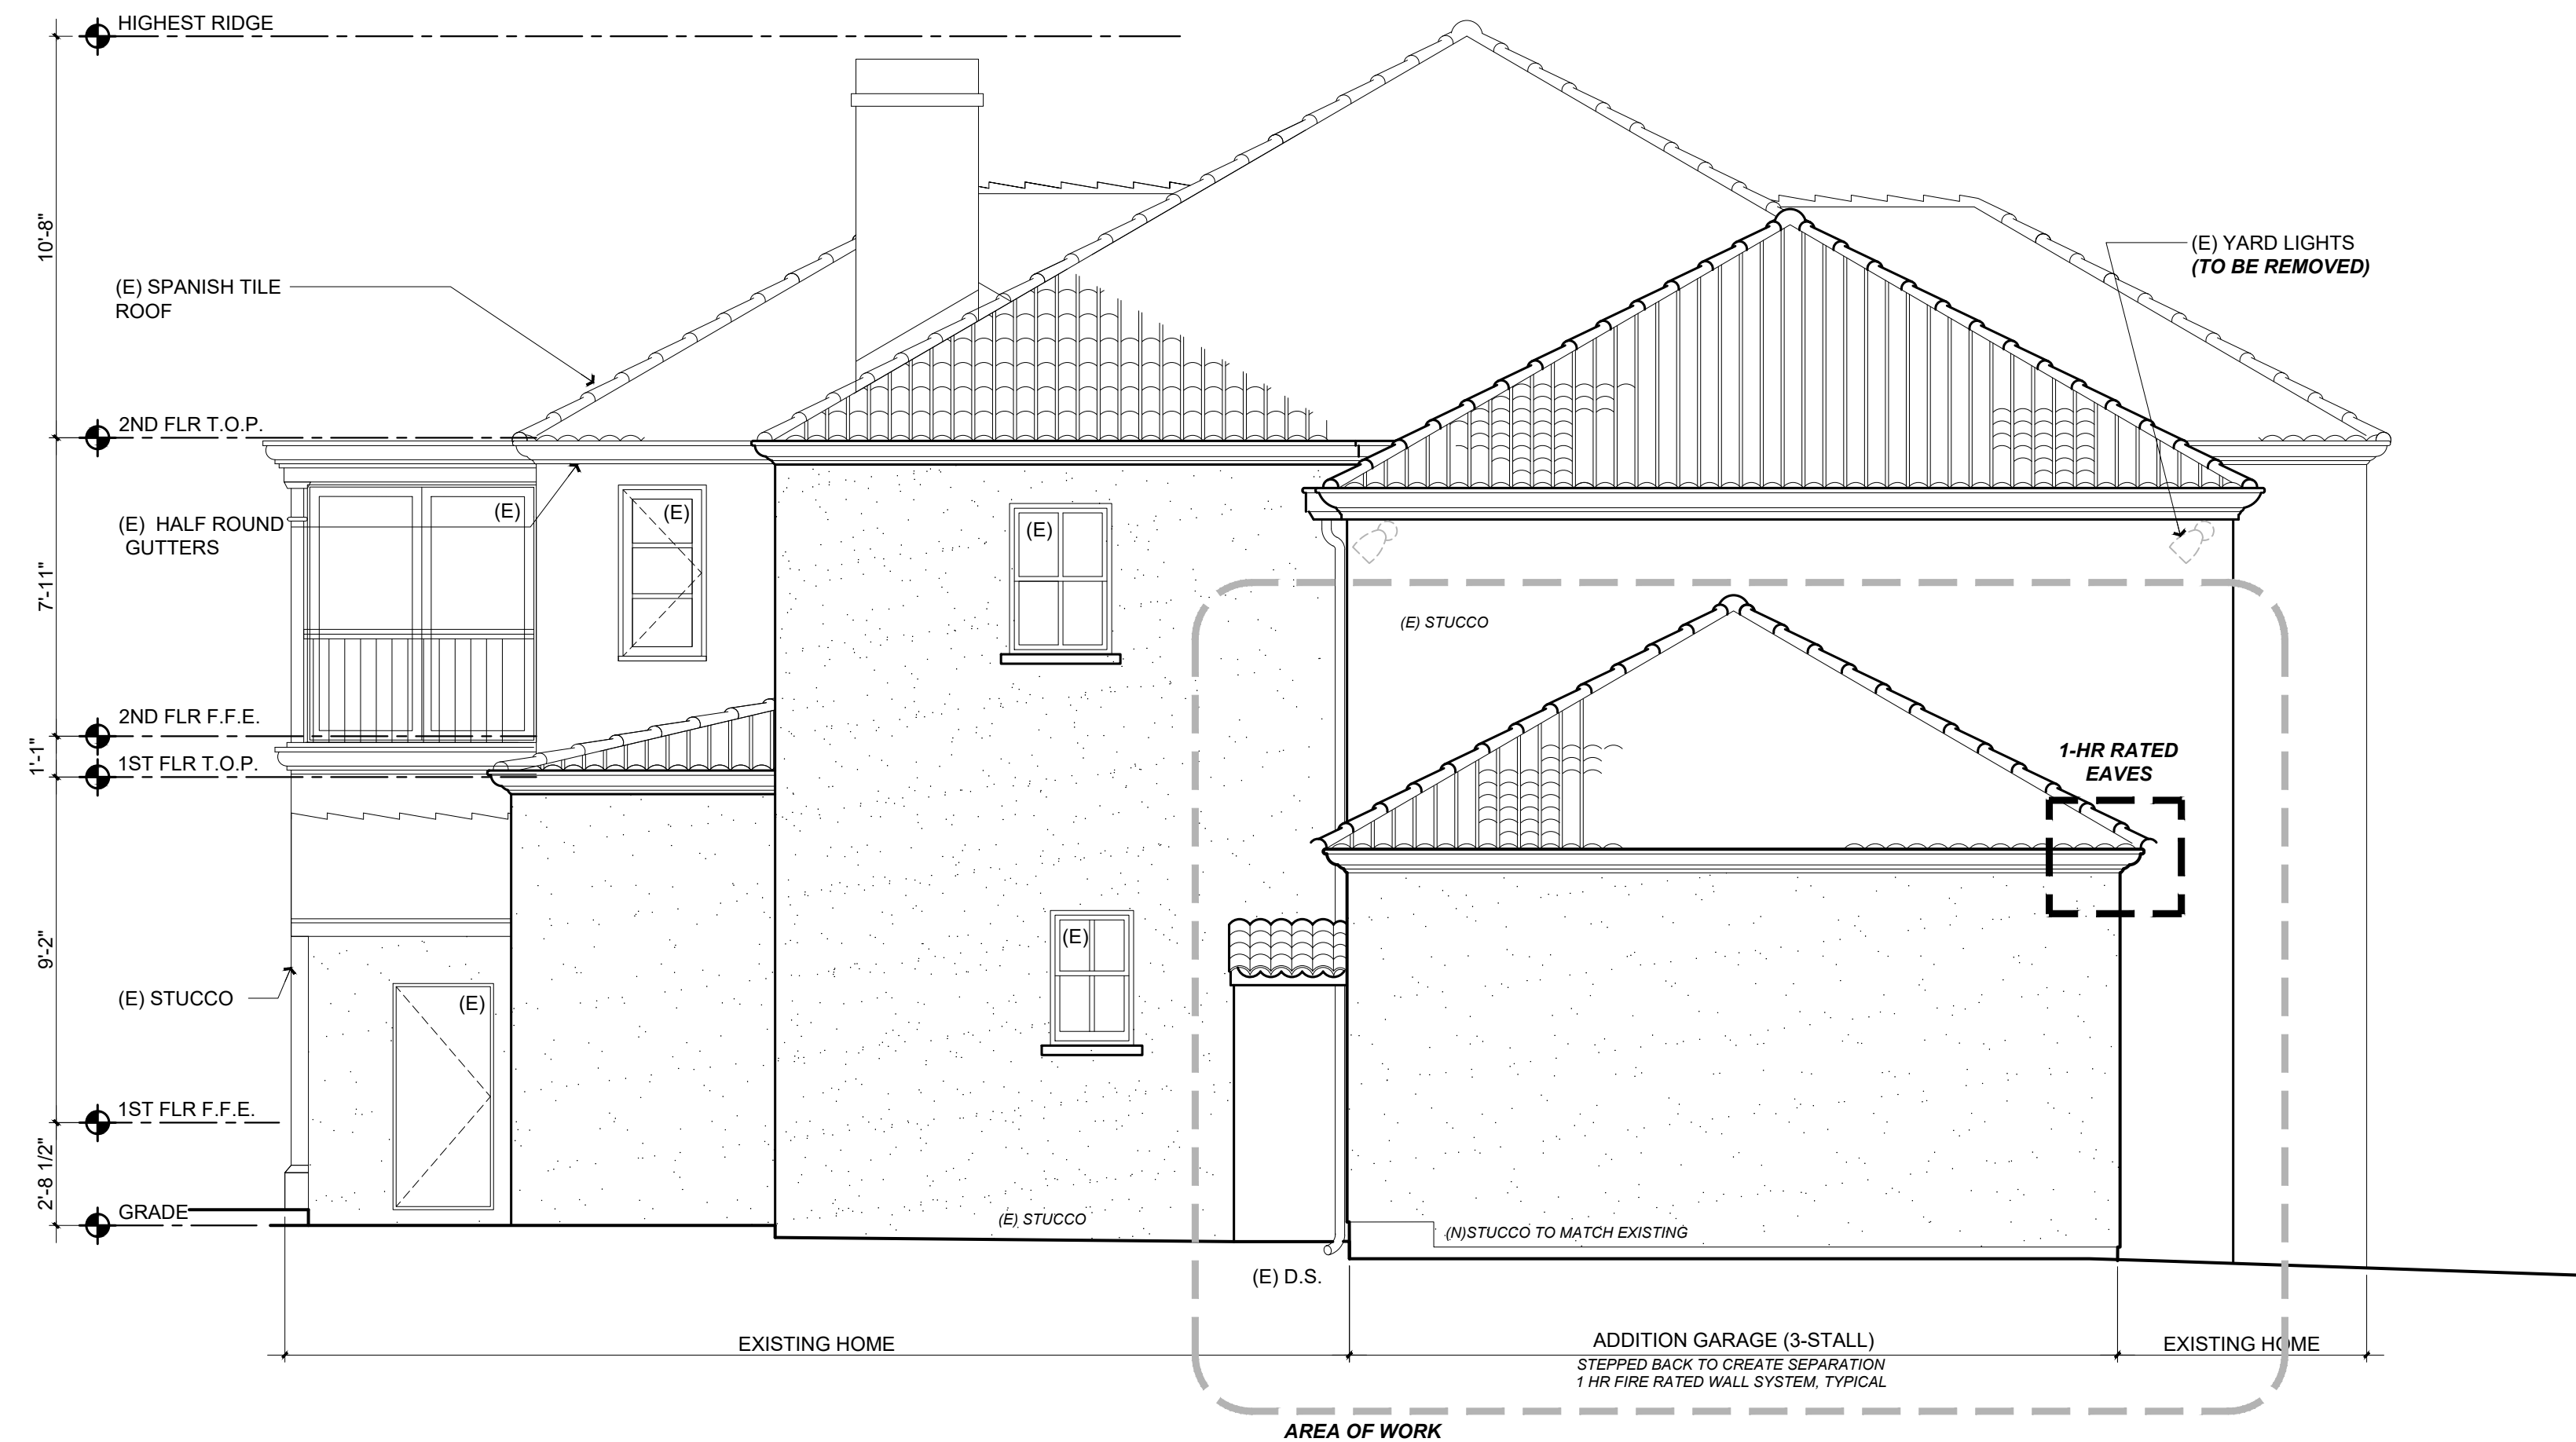 HIGHEST RIDGE
10'-8"
(E) SPANISH TILE
ROOF
(E) YARD LIGHTS
(TO BE REMOVED)
2ND FLR T.O.P.
(E)
(E)
(E)
(E) HALF ROUND
GUTTERS
7'-11"
(E) STUCCO
2ND FLR F.F.E.
1'-1"
1ST FLR T.O.P.
1-HR RATED
EAVES
9'-2"
(E)
(E) STUCCO
(E)
1ST FLR F.F.E.
2'-8 1/2"
GRADE
(E) STUCCO
(N)STUCCO TO MATCH EXISTING
(E) D.S.
EXISTING HOME
ADDITION GARAGE (3-STALL)
STEPPED BACK TO CREATE SEPARATION
1 HR FIRE RATED WALL SYSTEM, TYPICAL
EXISTING HOME
AREA OF WORK